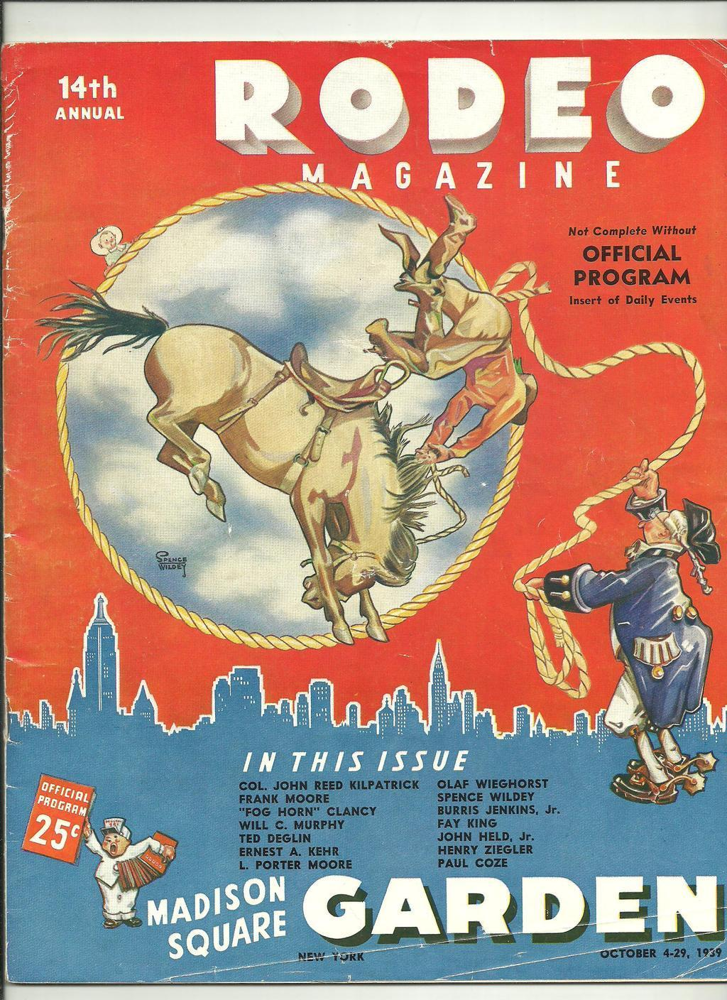 14th
ANNUAL
RODEO
MAGAZINE
Not Complete Without
OFFICIAL
PROGRAM
Insert of Daily Events
SPENCE
WILDEY
IN THIS ISSUE
COL. JOHN REED KILPATRICK
FRANK MOORE
"FOG HORN" CLANCY
WILL C. MURPHY
TED DEGLIN
ERNEST A. KEHR
L. PORTER MOORE
OLAF WIEGHORST
SPENCE WILDEY
BURRIS JENKINS, Jr.
FAY KING
JOHN HELD, Jr.
HENRY ZIEGLER
PAUL COZE
OFFICIAL
PROGRAM
25¢
MADISON
SQUARE
GARDEN
NEW YORK
OCTOBER 4-29, 1939